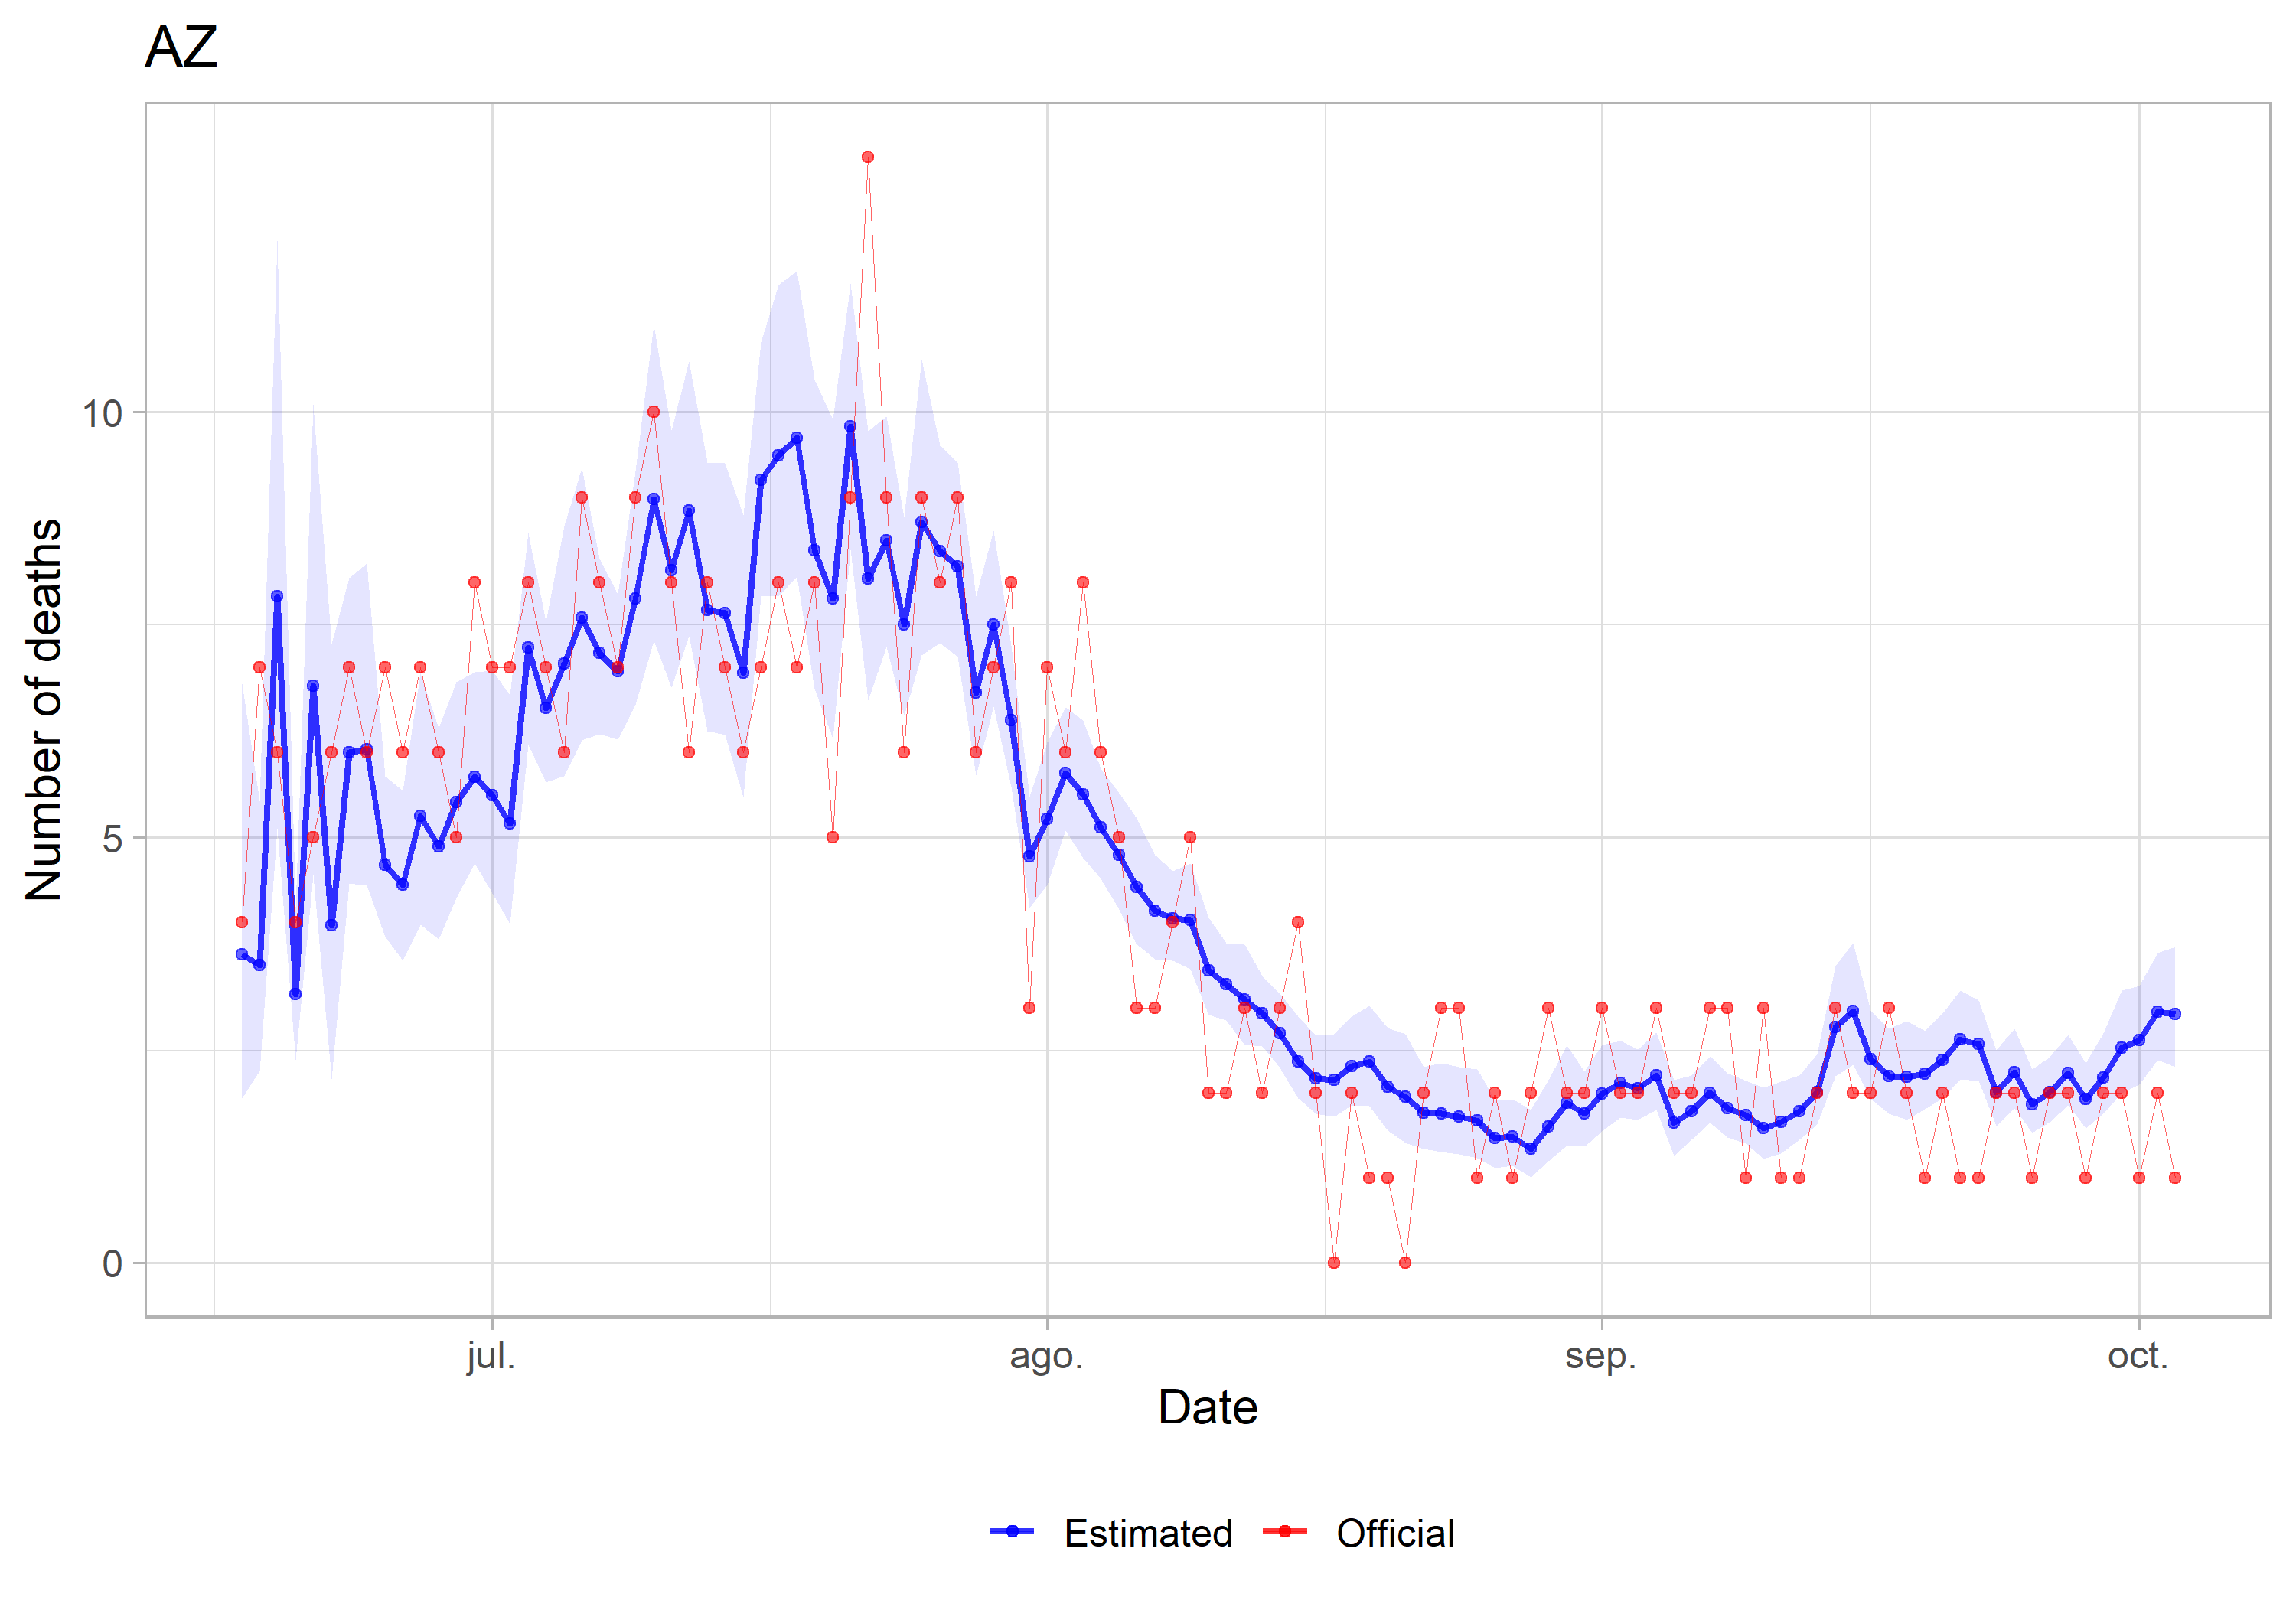 AZ
Number of deaths
10
5
0
jul.
ago.
sep.
oct.
Date
Estimated
Official